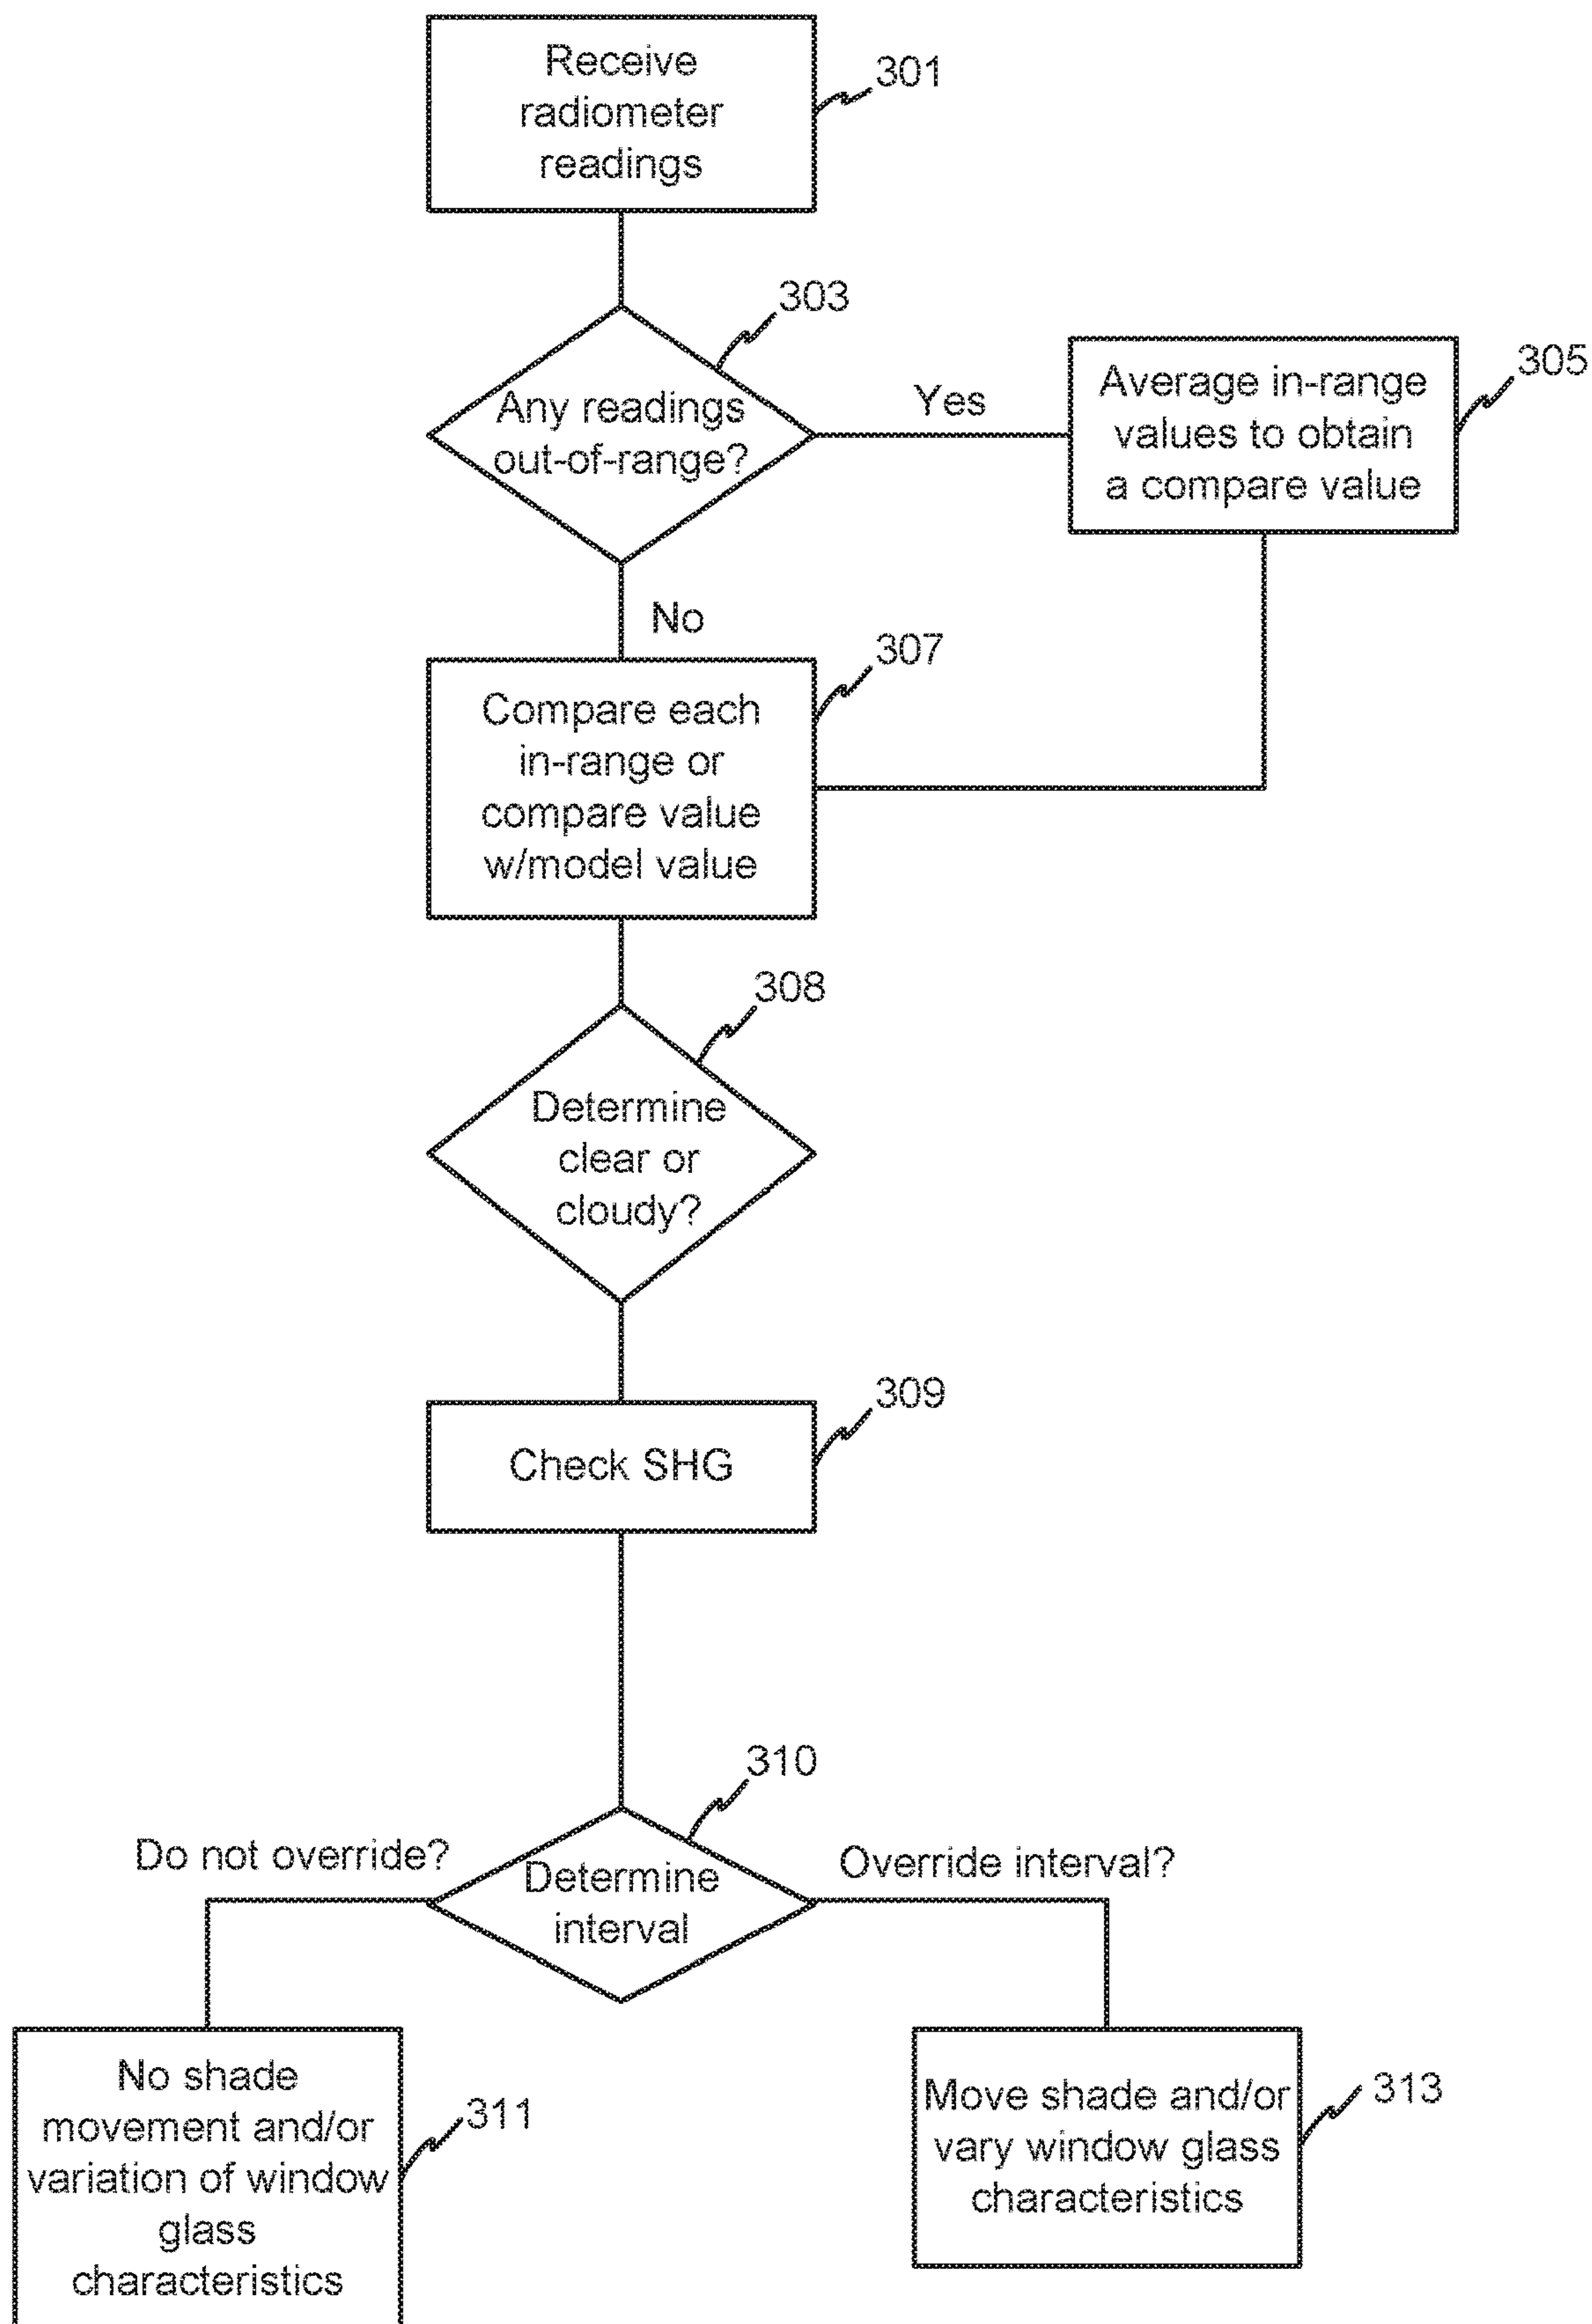 Receive
radiometer
readings
301
303
Any readings
out-of-range?
Yes
Average in-range
values to obtain
a compare value
305
No
307
Compare each
in-range or
compare value
w/model value
308
Determine
clear or
cloudy?
309
Check SHG
310
Do not override?
Determine
interval
Override interval?
No shade
movement and/or
variation of window
glass
characteristics
311
Move shade and/or
vary window glass
characteristics
313